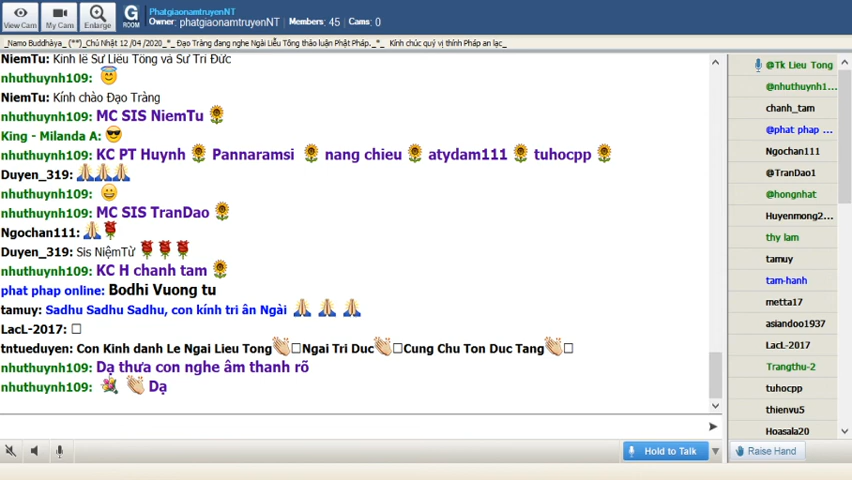 View Cam
My Cam
Enlarge
G
ROOM
PhatgiaonamtruyenNT
Owner: phatgiaonamtruyenNT Members: 45 Cams: 0
_Namo Buddhàya_ (**)_Chủ Nhật 12 /04 /2020_*_ Đạo Tràng đang nghe Ngài Liễu Tông thảo luận Phật Pháp._*_ Kính chúc quý vị thính Pháp an lạc_
NiemTu: Kính lễ Sư Liễu Tông và Sư Trí Đức
nhuthuynh109: 😇
NiemTu: Kính chào Đạo Tràng
nhuthuynh109: MC SIS NiemTu 🌻
King - Milanda A: 😎
nhuthuynh109: KC PT Huynh 🌻 Pannaramsi 🌻 nang chieu 🌻 atydam111 🌻 tuhocpp 🌻
Duyen_319: 🙏🙏🙏
nhuthuynh109: 😀
nhuthuynh109: MC SIS TranDao 🌻
Ngochan111: 🙏🌹
Duyen_319: Sis NiệmTừ 🌹🌹🌹
nhuthuynh109: KC H chanh tam 🌻
phat phap online: Bodhi Vuong tu
tamuy: Sadhu Sadhu Sadhu, con kính tri ân Ngài 🙏 🙏 🙏
LacL-2017: □
tntueduyen: Con Kinh danh Le Ngai Lieu Tong👏□Ngai Tri Duc👏□Cung Chu Ton Duc Tang👏□
nhuthuynh109: Dạ thưa con nghe âm thanh rõ
nhuthuynh109: 💐 👏 Dạ
Hold to Talk
@Tk Lieu Tong
@nhuthuynh1...
chanh_tam
@phat phap ...
Ngochan111
@TranDao1
@hongnhat
Huyenmong2...
thy lam
tamuy
tam-hanh
metta17
asiandoo1937
LacL-2017
Trangthu-2
tuhocpp
thienvu5
Hoasala20
Raise Hand